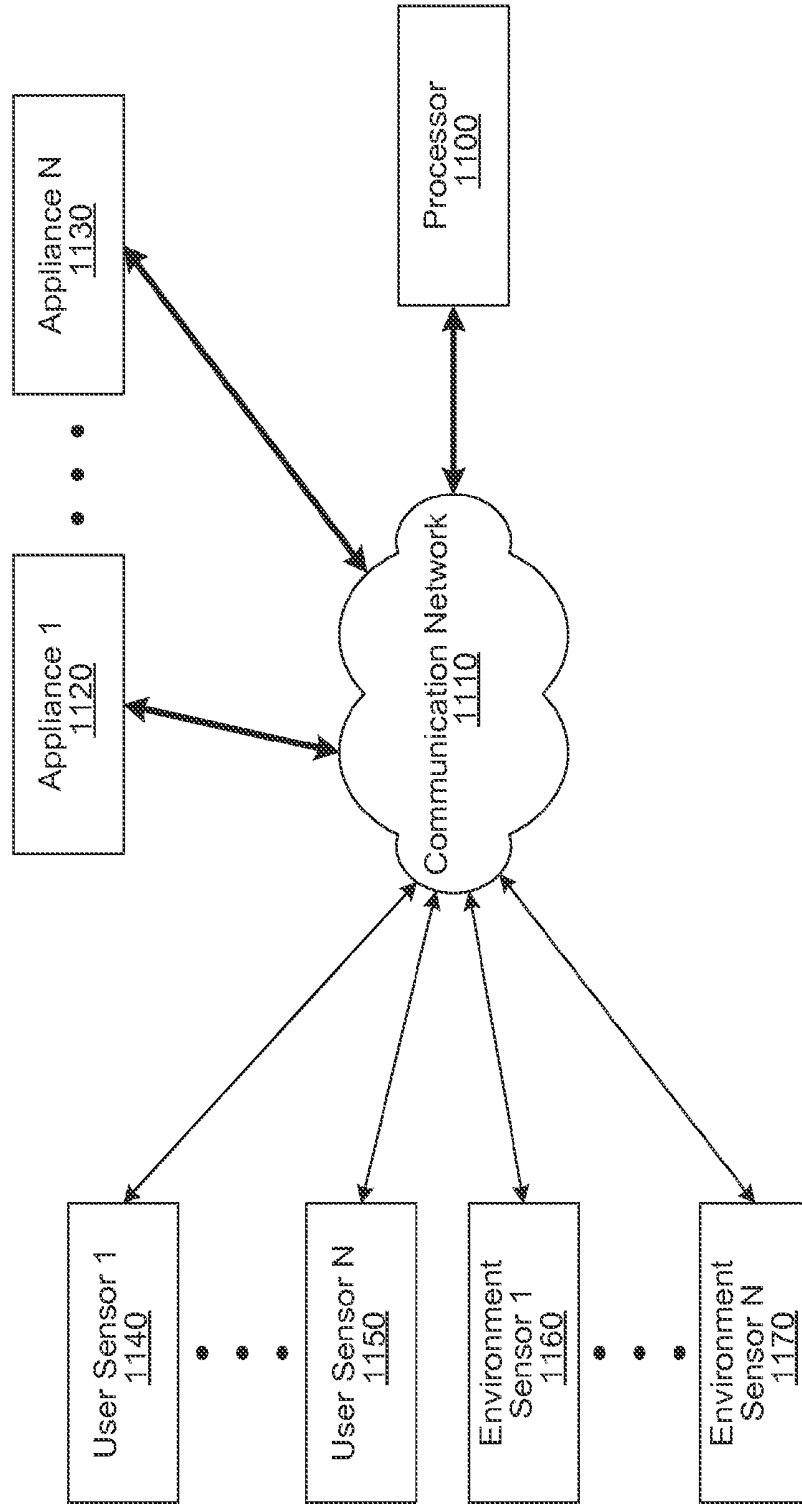 User Sensor 1
1140
User Sensor N
1150
Environment
Sensor 1
1160
Environment
Sensor N
1170
Appliance 1
1120
Appliance N
1130
Communication Network
1110
Processor
1100